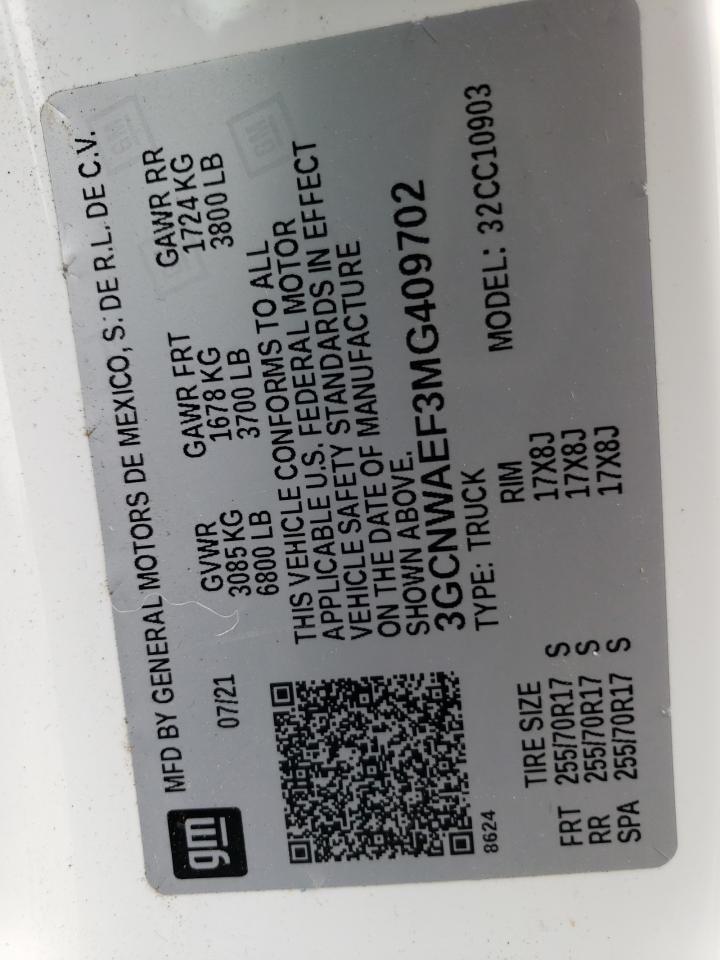 gm
MFD BY GENERAL MOTORS DE MEXICO, S. DE R.L. DE C.V.
07/21
GVWR GAWR FRT GAWR RR
3085 KG 1678 KG 1724 KG
6800 LB 3700 LB 3800 LB
THIS VEHICLE CONFORMS TO ALL
APPLICABLE U.S. FEDERAL MOTOR
VEHICLE SAFETY STANDARDS IN EFFECT
ON THE DATE OF MANUFACTURE
SHOWN ABOVE.
3GCNWAEF3MG409702
TYPE: TRUCK MODEL: 32CC10903
8624
TIRE SIZE RIM
FRT 255/70R17 S 17X8J
RR 255/70R17 S 17X8J
SPA 255/70R17 S 17X8J